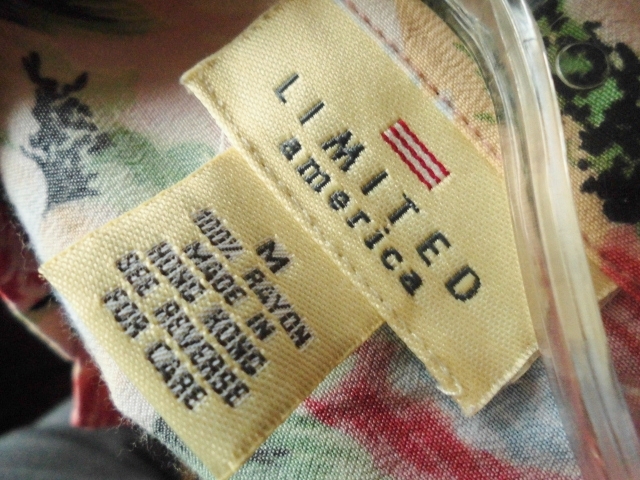 LIMITED
america
M
100% RAYON
MADE IN
HONG KONG
SEE REVERSE
FOR CARE